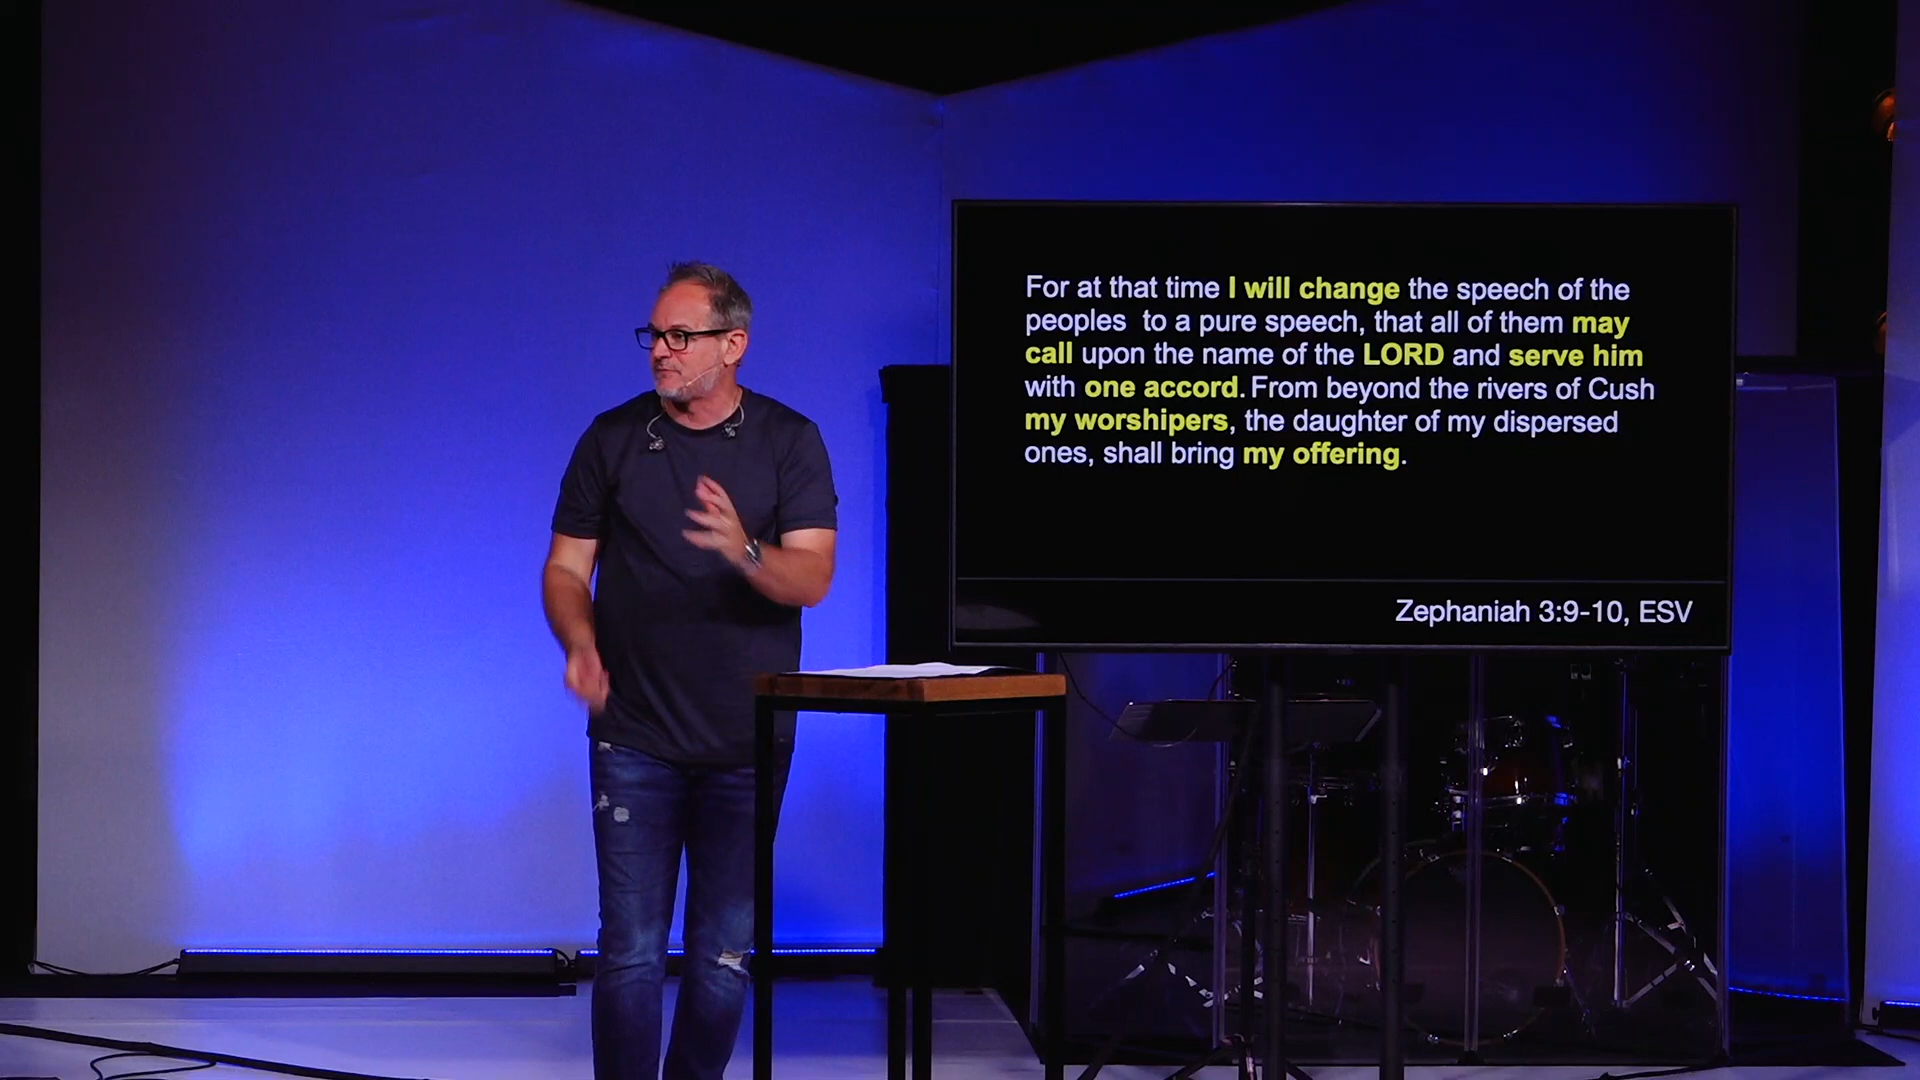 For at that time I will change the speech of the
peoples  to a pure speech, that all of them may
call upon the name of the LORD and serve him
with one accord. From beyond the rivers of Cush
my worshipers, the daughter of my dispersed
ones, shall bring my offering.
Zephaniah 3:9-10, ESV